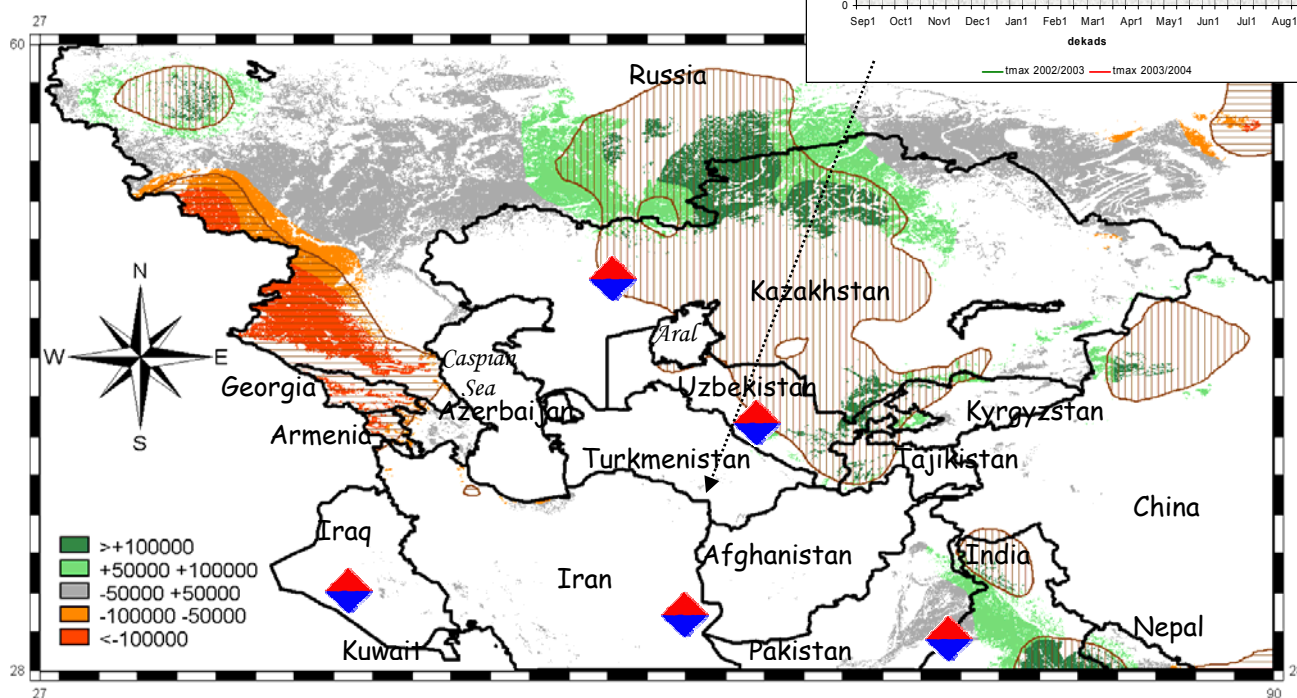 0
Sep1 Oct1 Nov1 Dec1 Jan1 Feb1 Mar1 Apr1 May1 Jun1 Jul1 Aug1
dekads
tmax 2002/2003 tmax 2003/2004
27
60
Russia
N
W E
S
Kazakhstan
Aral
Caspian
Sea
Georgia
Uzbekistan
Azerbaijan
Kyrgyzstan
Armenia
Turkmenistan
Tajikistan
China
Iraq
Afghanistan
India
Iran
>+100000
+50000 +100000
-50000 +50000
-100000 -50000
<-100000
Nepal
Kuwait
Pakistan
28
27
90